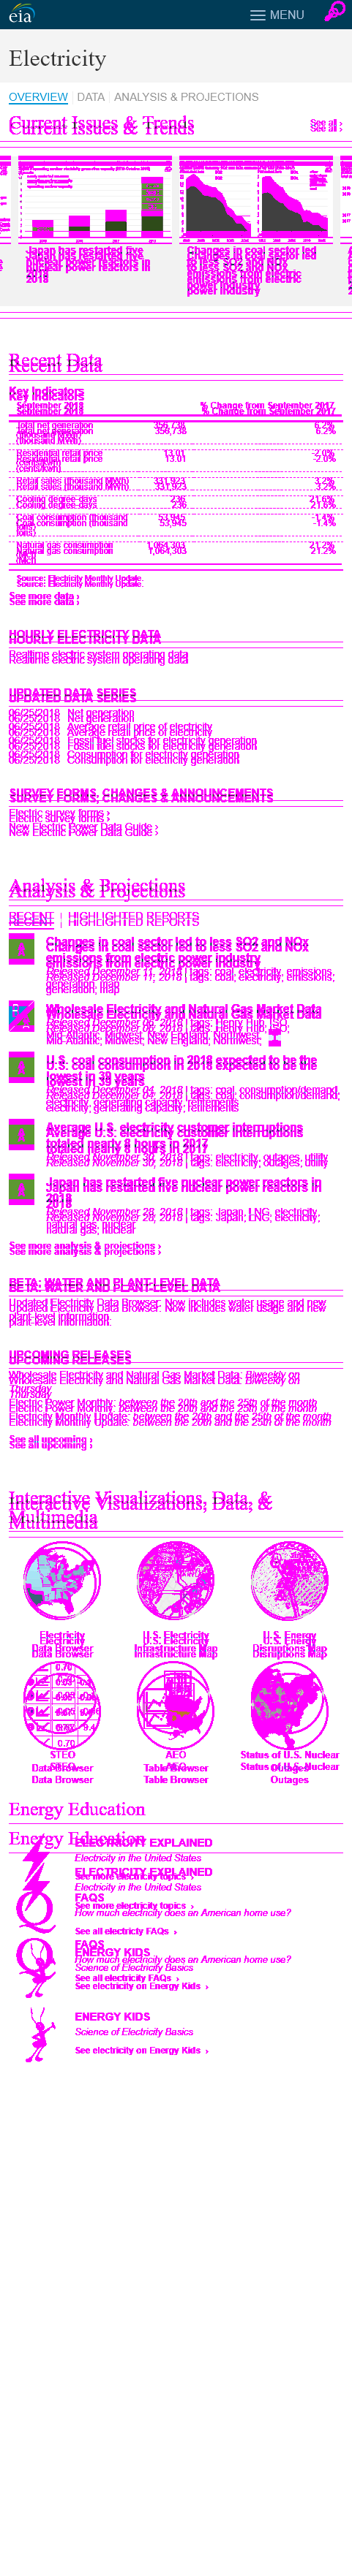 eia
MENU
Electricity
OVERVIEW DATA ANALYSIS & PROJECTIONS
Current Issues & Trends
See all ›
Japan has restarted five
nuclear power reactors in
2018
Changes in coal sector led
to less SO2 and NOx
emissions from electric
power industry
Recent Data
Key Indicators
September 2018 % Change from September 2017
Total net generation
(thousand MWh) 356,738 6.2%
Residential retail price
(cents/kwh) 13.01 -2.0%
Retail sales (thousand MWh) 331,923 3.2%
Cooling degree-days 236 21.6%
Coal consumption (thousand
tons) 53,945 -1.4%
Natural gas consumption
(Mcf) 1,064,303 21.2%
Source: Electricity Monthly Update.
See more data ›
HOURLY ELECTRICITY DATA
Realtime electric system operating data
UPDATED DATA SERIES
06/25/2018 Net generation
06/25/2018 Average retail price of electricity
06/25/2018 Fossil fuel stocks for electricity generation
06/25/2018 Consumption for electricity generation
SURVEY FORMS, CHANGES & ANNOUNCEMENTS
Electric survey forms ›
New Electric Power Data Guide ›
Analysis & Projections
RECENT | HIGHLIGHTED REPORTS
Changes in coal sector led to less SO2 and NOx
emissions from electric power industry
Released December 11, 2018 | tags: coal; electricity; emissions;
generation; map
Wholesale Electricity and Natural Gas Market Data
Released December 06, 2018 | tags: Henry Hub; ISO;
Mid-Atlantic; Midwest; New England; Northwest;
U.S. coal consumption in 2018 expected to be the
lowest in 39 years
Released December 04, 2018 | tags: coal; consumption/demand;
electricity; generating capacity; retirements
Average U.S. electricity customer interruptions
totaled nearly 8 hours in 2017
Released November 30, 2018 | tags: electricity; outages; utility
Japan has restarted five nuclear power reactors in
2018
Released November 28, 2018 | tags: Japan; LNG; electricity;
natural gas; nuclear
See more analysis & projections ›
BETA: WATER AND PLANT-LEVEL DATA
Updated Electricity Data Browser: Now includes water usage and new
plant-level information.
UPCOMING RELEASES
Wholesale Electricity and Natural Gas Market Data: Biweekly on
Thursday
Electric Power Monthly: between the 20th and the 25th of the month
Electricity Monthly Update: between the 20th and the 25th of the month
See all upcoming ›
Interactive Visualizations, Data, &
Multimedia
Electricity
Data Browser
U.S. Electricity
Infrastructure Map
U.S. Energy
Disruptions Map
STEO
Data Browser
AEO
Table Browser
Status of U.S. Nuclear
Outages
Energy Education
ELECTRICITY EXPLAINED
Electricity in the United States
See more electricity topics ›
FAQS
How much electricity does an American home use?
See all electricity FAQs ›
ENERGY KIDS
Science of Electricity Basics
See electricity on Energy Kids ›